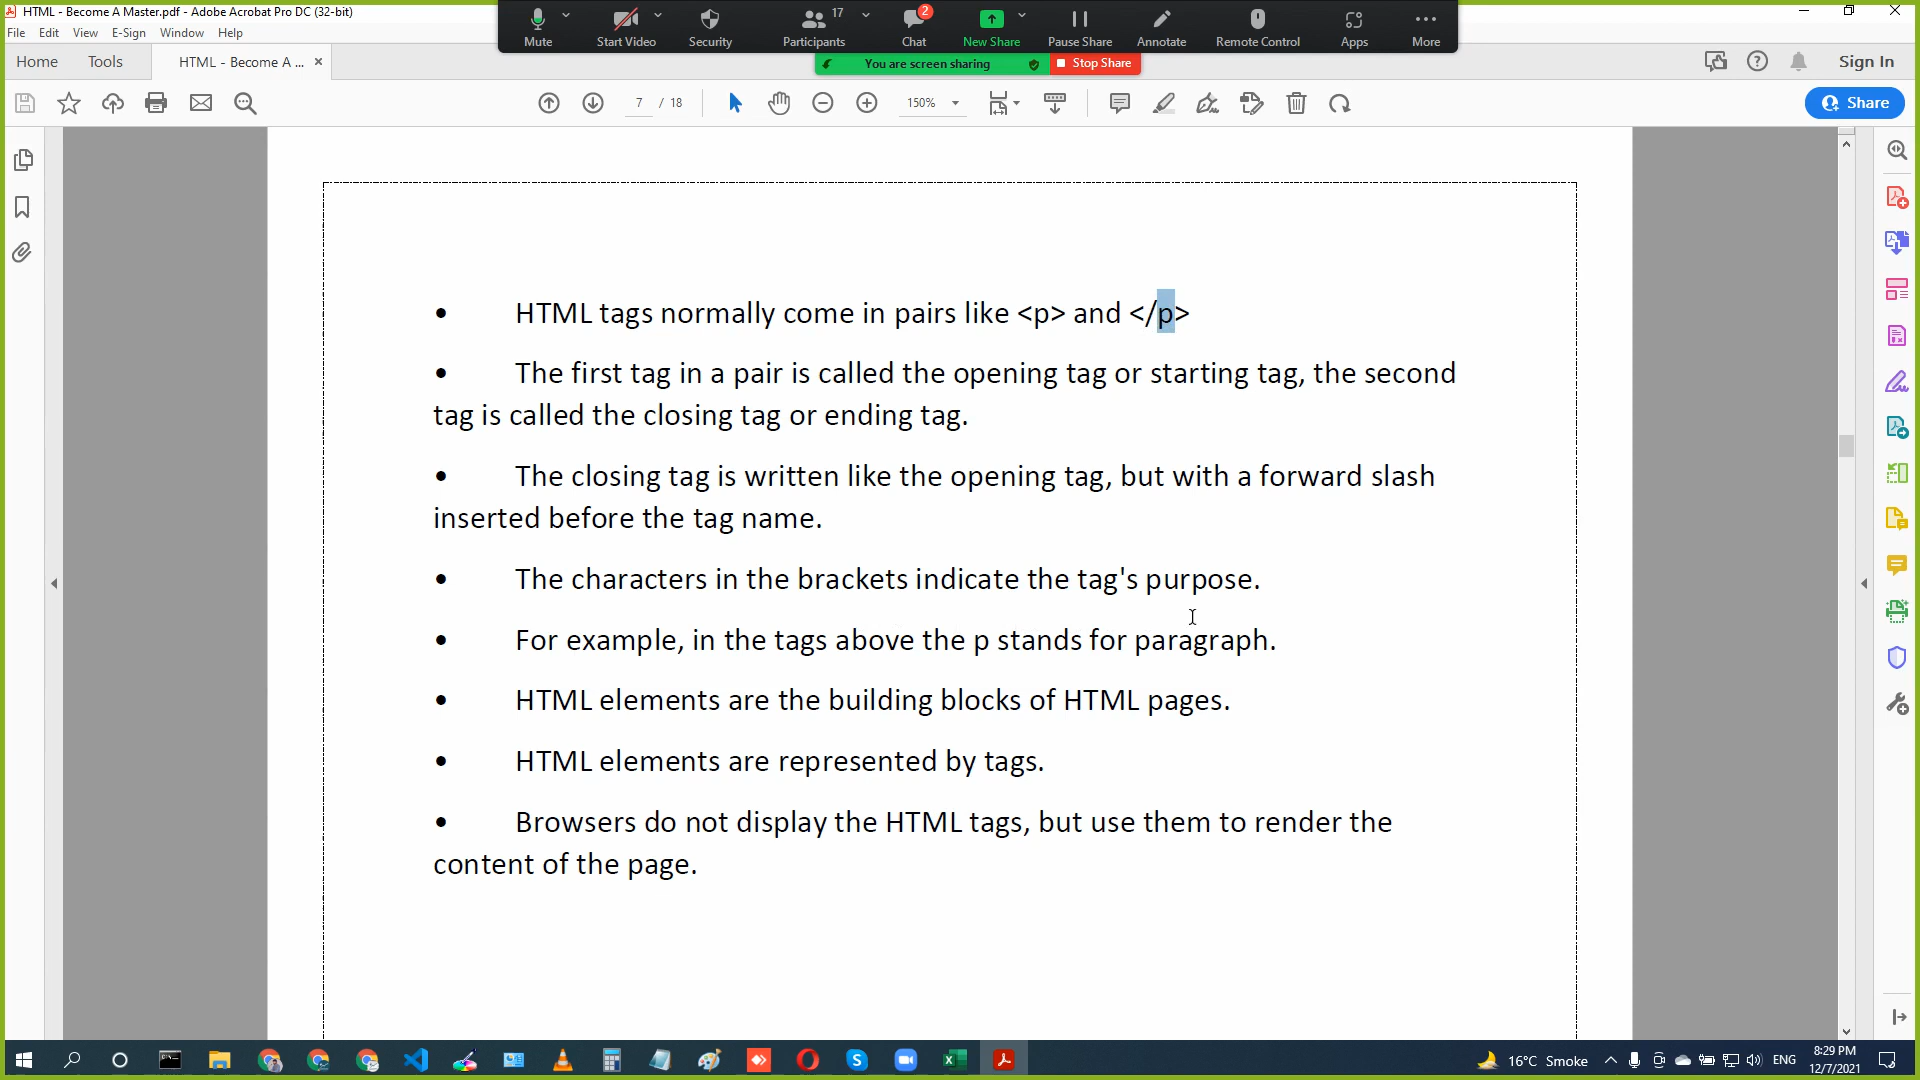 HTML - Become A Master.pdf - Adobe Acrobat Pro DC (32-bit)
File Edit View E-Sign Window Help
Mute Start Video Security Participants 17 Chat 2 New Share Pause Share Annotate Remote Control Apps More
You are screen sharing Stop Share
Home Tools HTML - Become A ... × Sign In
7 / 18 150% Share
• HTML tags normally come in pairs like <p> and </p>
• The first tag in a pair is called the opening tag or starting tag, the second
tag is called the closing tag or ending tag.
• The closing tag is written like the opening tag, but with a forward slash
inserted before the tag name.
• The characters in the brackets indicate the tag's purpose.
• For example, in the tags above the p stands for paragraph.
• HTML elements are the building blocks of HTML pages.
• HTML elements are represented by tags.
• Browsers do not display the HTML tags, but use them to render the
content of the page.
16°C Smoke ENG 8:29 PM
12/7/2021